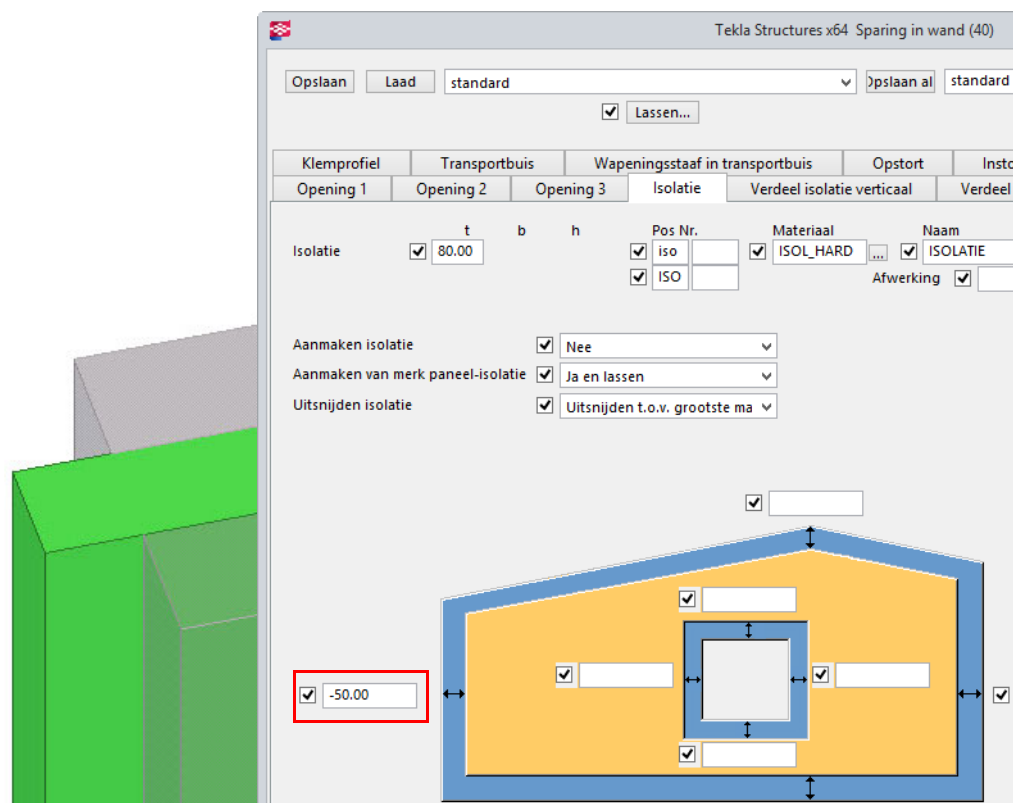 Tekla Structures x64 Sparing in wand (40)
Opslaan Laad standard Opslaan al standard
Lassen...
Klemprofiel Transportbuis Wapeningsstaaf in transportbuis Opstort Insto
Opening 1 Opening 2 Opening 3 Isolatie Verdeel isolatie verticaal Verdeel
t b h Pos Nr. Materiaal Naam
Isolatie 80.00 iso ISOL_HARD ... ISOLATIE
ISO Afwerking
Aanmaken isolatie Nee
Aanmaken van merk paneel-isolatie Ja en lassen
Uitsnijden isolatie Uitsnijden t.o.v. grootste ma
-50.00